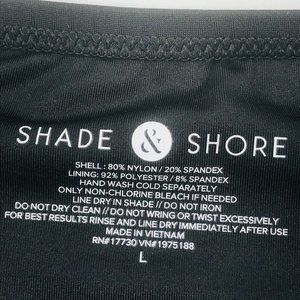 SHADE & SHORE
SHELL: 80% NYLON / 20% SPANDEX
LINING: 92% POLYESTER / 8% SPANDEX
HAND WASH COLD SEPARATELY
ONLY NON-CHLORINE BLEACH IF NEEDED
LINE DRY IN SHADE // DO NOT IRON
DO NOT DRY CLEAN // DO NOT WRING OR TWIST EXCESSIVELY
FOR BEST RESULTS RINSE AND LINE DRY IMMEDIATELY AFTER USE
MADE IN VIETNAM
RN#17730 VN#1975188
L